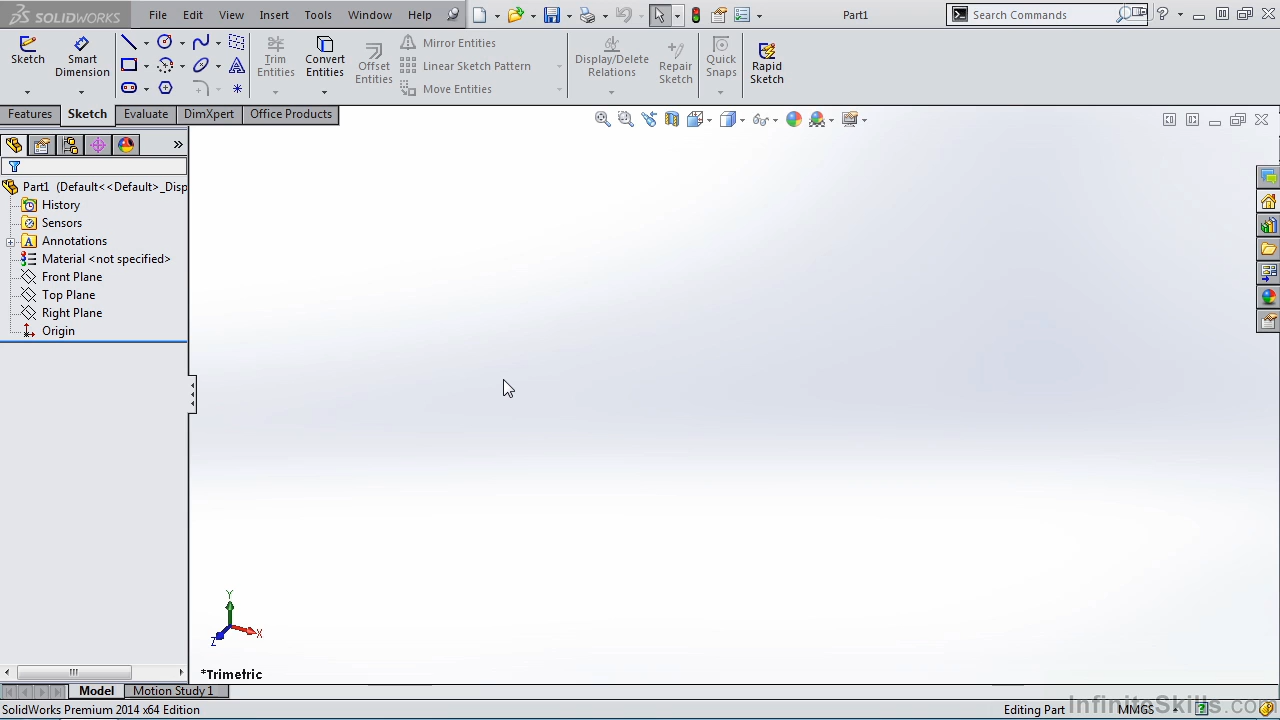 SOLIDWORKS File Edit View Insert Tools Window Help Part1 Search Commands
Sketch Smart Dimension Trim Entities Convert Entities Offset Entities Mirror Entities Display/Delete Relations Repair Sketch Quick Snaps Rapid Sketch
Linear Sketch Pattern
Move Entities
Features Sketch Evaluate DimXpert Office Products
Part1 (Default<<Default>_Disp
History
Sensors
Annotations
Material <not specified>
Front Plane
Top Plane
Right Plane
Origin
Y
X
Z
*Trimetric
Model Motion Study 1
SolidWorks Premium 2014 x64 Edition Editing Part MMGS
InfiniteSkills.com